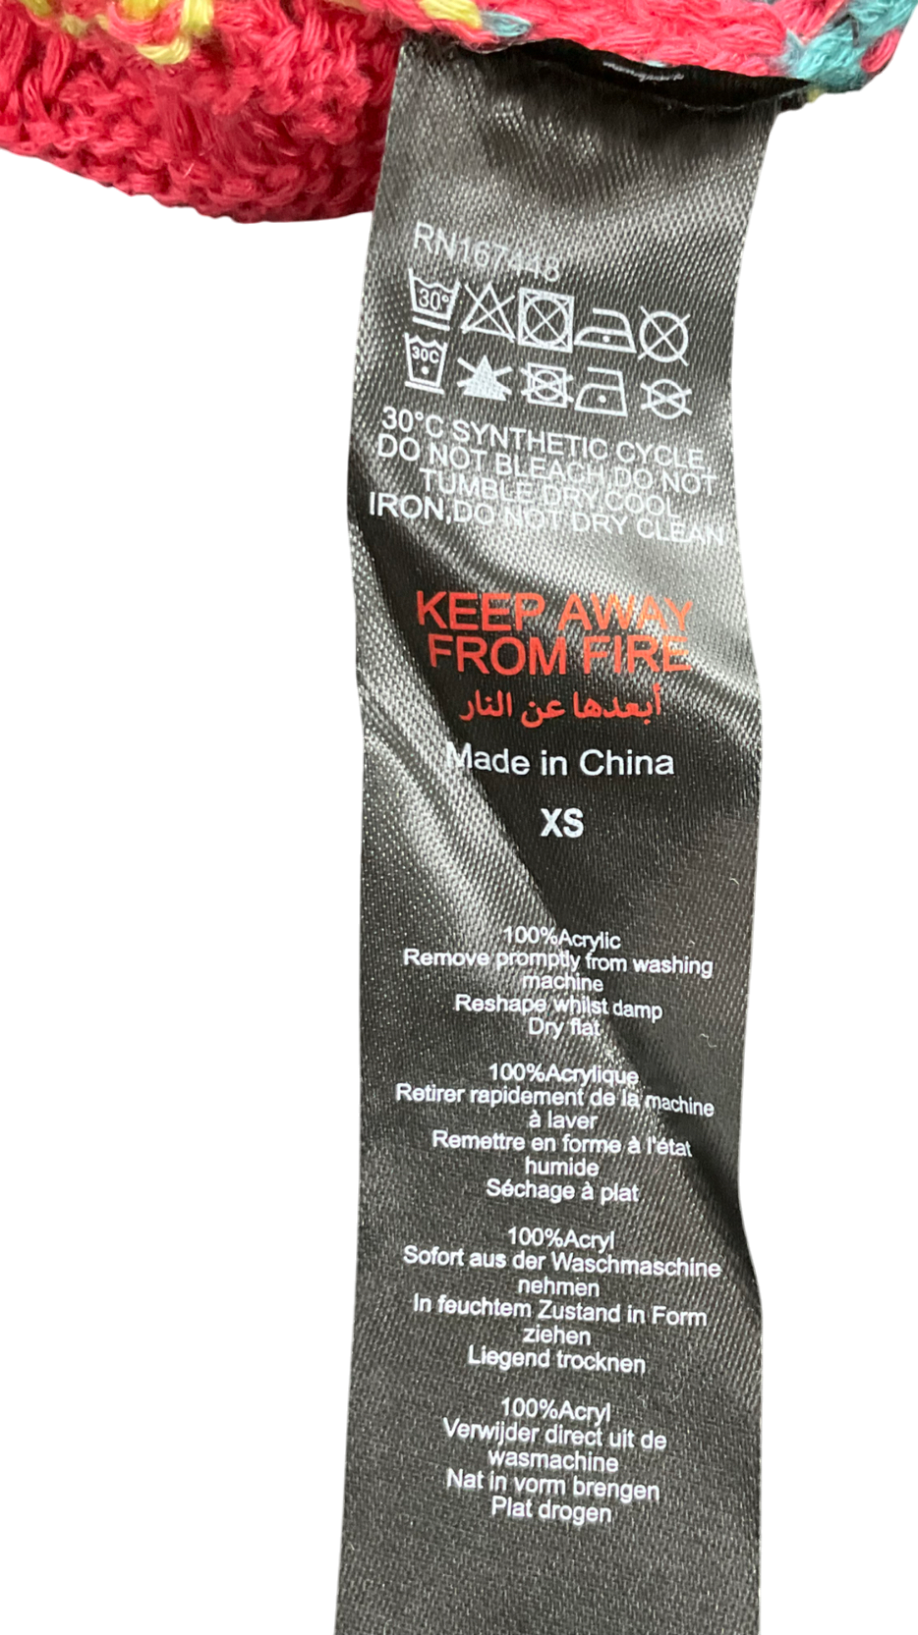 RN167448
30°
30C
30°C SYNTHETIC CYCLE
DO NOT BLEACH,DO NOT
TUMBLE DRY,COOL
IRON,DO NOT DRY CLEAN
KEEP AWAY
FROM FIRE
أبعدها عن النار
Made in China
XS
100%Acrylic
Remove promptly from washing
machine
Reshape whilst damp
Dry flat
100%Acrylique
Retirer rapidement de la machine
à laver
Remettre en forme à l'état
humide
Séchage à plat
100%Acryl
Sofort aus der Waschmaschine
nehmen
In feuchtem Zustand in Form
ziehen
Liegend trocknen
100%Acryl
Verwijder direct uit de
wasmachine
Nat in vorm brengen
Plat drogen